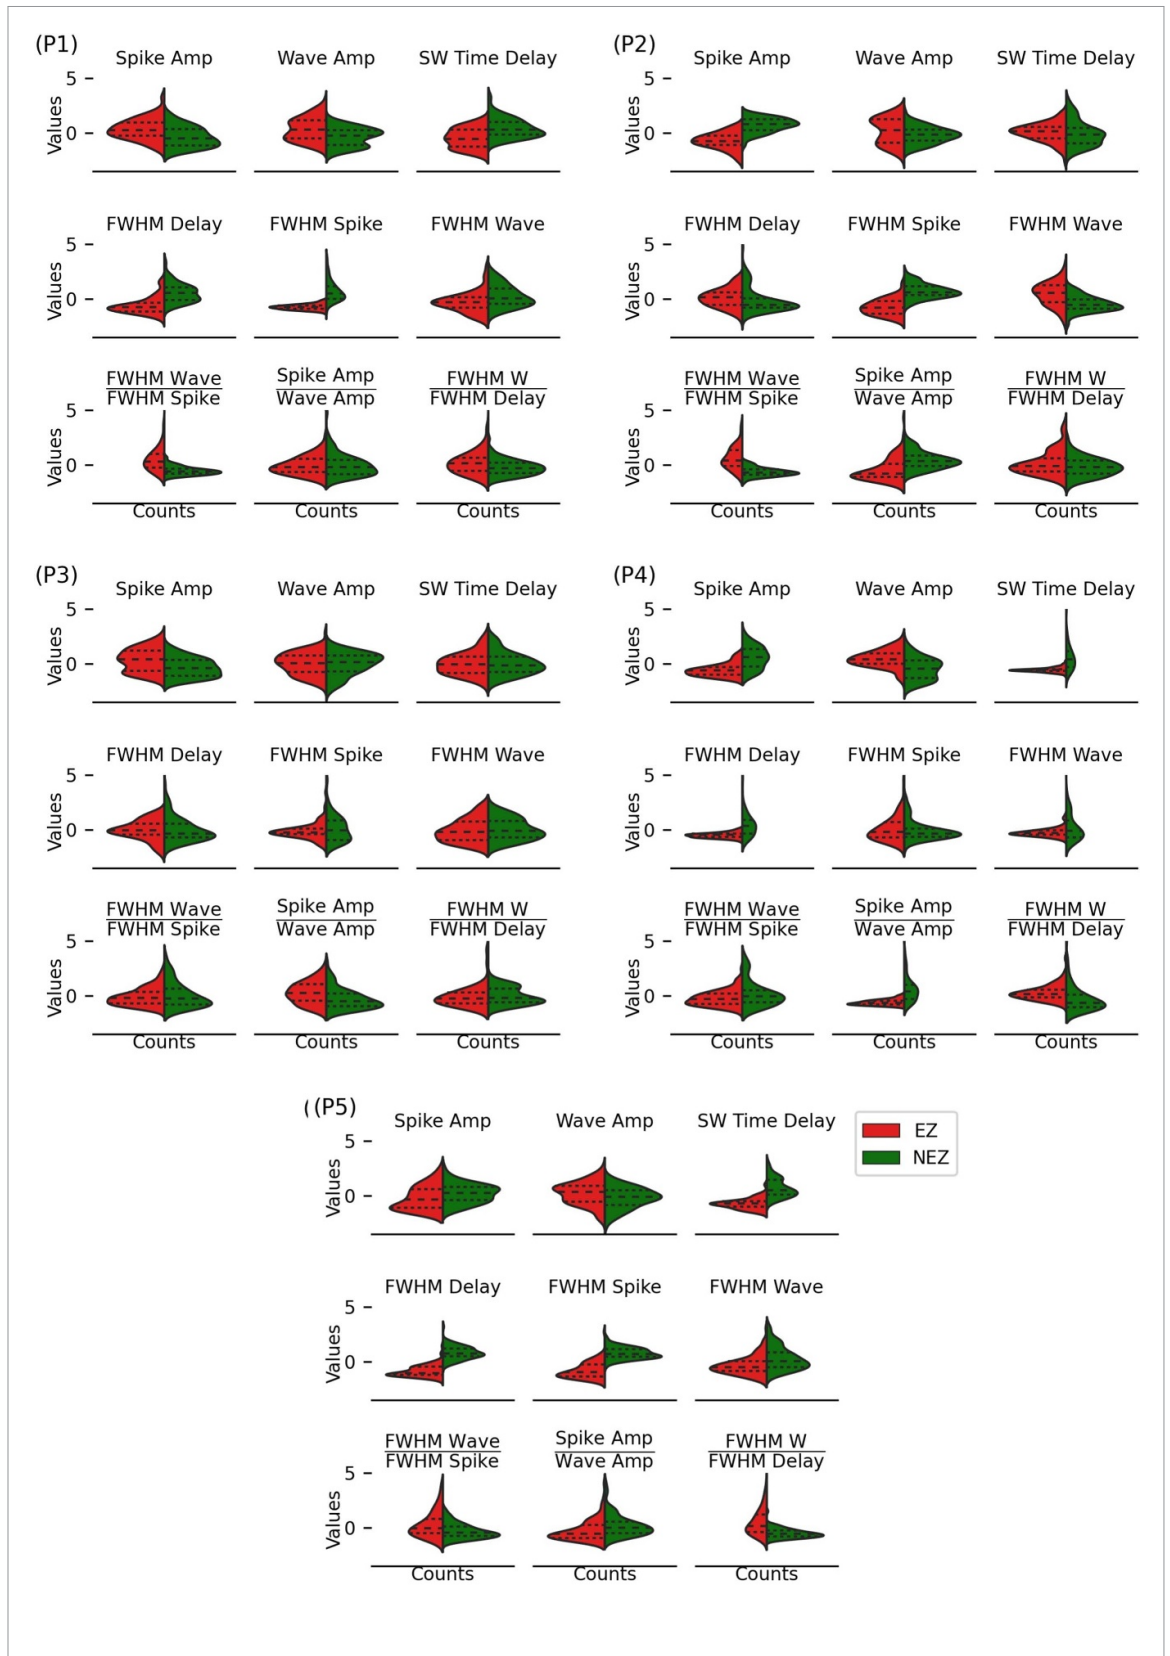 (P1)
Spike Amp Wave Amp SW Time Delay
5
Values
0
FWHM Delay FWHM Spike FWHM Wave
5
Values
0
FWHM Wave Spike Amp FWHM W
FWHM Spike Wave Amp FWHM Delay
5
Values
0
Counts Counts Counts
(P2)
Spike Amp Wave Amp SW Time Delay
5
Values
0
FWHM Delay FWHM Spike FWHM Wave
5
Values
0
FWHM Wave Spike Amp FWHM W
FWHM Spike Wave Amp FWHM Delay
5
Values
0
Counts Counts Counts
(P3)
Spike Amp Wave Amp SW Time Delay
5
Values
0
FWHM Delay FWHM Spike FWHM Wave
5
Values
0
FWHM Wave Spike Amp FWHM W
FWHM Spike Wave Amp FWHM Delay
5
Values
0
Counts Counts Counts
(P4)
Spike Amp Wave Amp SW Time Delay
5
Values
0
FWHM Delay FWHM Spike FWHM Wave
5
Values
0
FWHM Wave Spike Amp FWHM W
FWHM Spike Wave Amp FWHM Delay
5
Values
0
Counts Counts Counts
((P5)
Spike Amp Wave Amp SW Time Delay
5
Values
0
EZ
NEZ
FWHM Delay FWHM Spike FWHM Wave
5
Values
0
FWHM Wave Spike Amp FWHM W
FWHM Spike Wave Amp FWHM Delay
5
Values
0
Counts Counts Counts